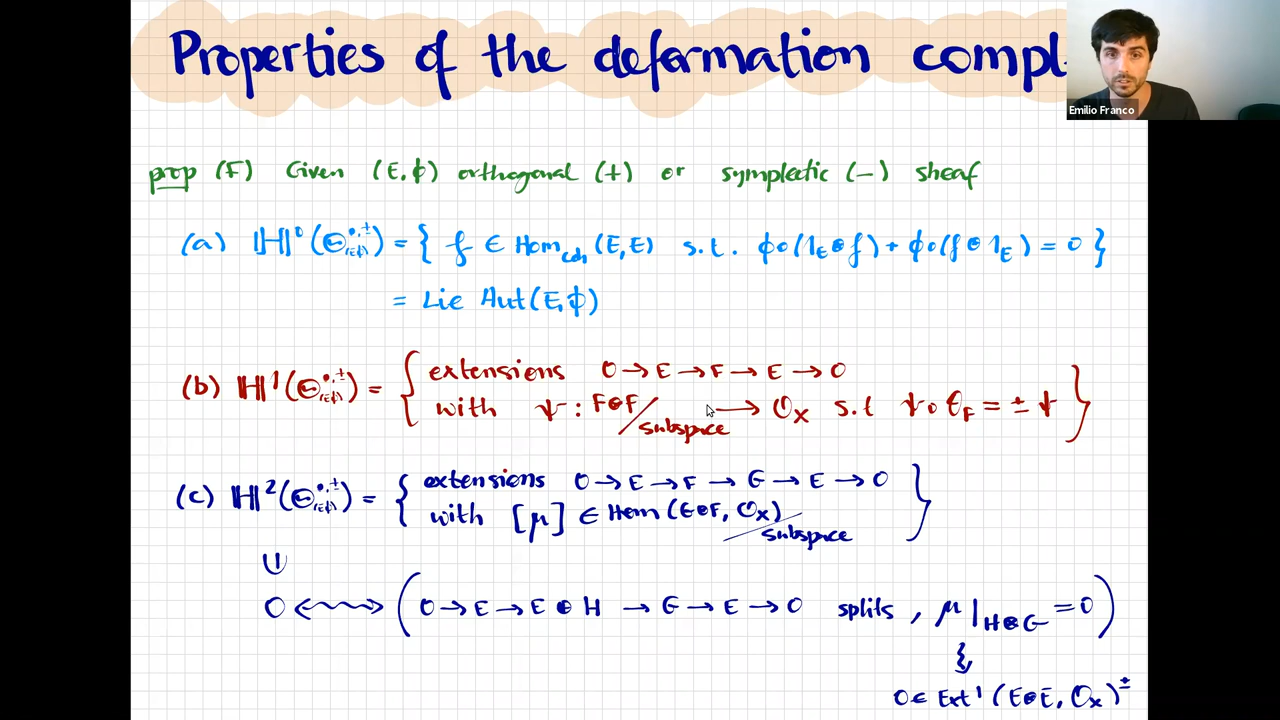 Properties of the deformation compl
Emilio Franco
prop (F) Given (E, ϕ) orthogonal (+) or symplectic (−) sheaf
(a) ℍ⁰(Θ^{•,±}_{(E,ϕ)}) = { f ∈ Hom_{coh}(E,E) s.t. ϕ∘(1_E⊗f) + ϕ∘(f⊗1_E) = 0 }
= Lie Aut(E,ϕ)
(b) ℍ¹(Θ^{•,±}_{(E,ϕ)}) = { extensions 0 → E → F → E → 0
with ψ : F⊗F/subspace → O_X s.t ψ∘θ_F = ± ψ }
(c) ℍ²(Θ^{•,±}_{(E,ϕ)}) = { extensions 0 → E → F → G → E → 0
with [μ] ∈ Hom(G⊗F, O_X)/subspace }
∪
0 ↭ ( 0 → E → E⊕H → G → E → 0 splits , μ|_{H⊗G} = 0 )
0 ∈ Ext¹(E⊗E, O_X)^±